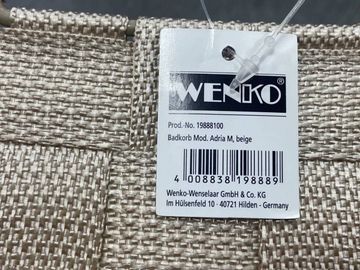 WENKO®
Prod.-No. 19888100
Badkorb Mod. Adria M, beige
4 008838 198889
Wenko-Wenselaar GmbH & Co. KG
Im Hülsenfeld 10 · 40721 Hilden - Germany